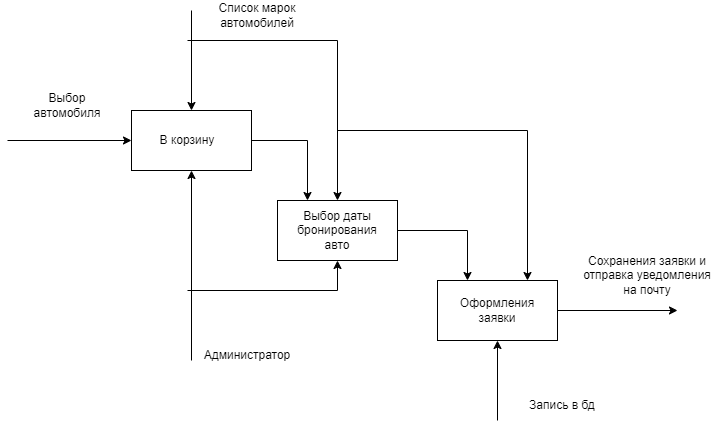 Список марок
автомобилей
Выбор
автомобиля
В корзину
Выбор даты
бронирования
авто
Сохранения заявки и
отправка уведомления
на почту
Оформления
заявки
Администратор
Запись в бд